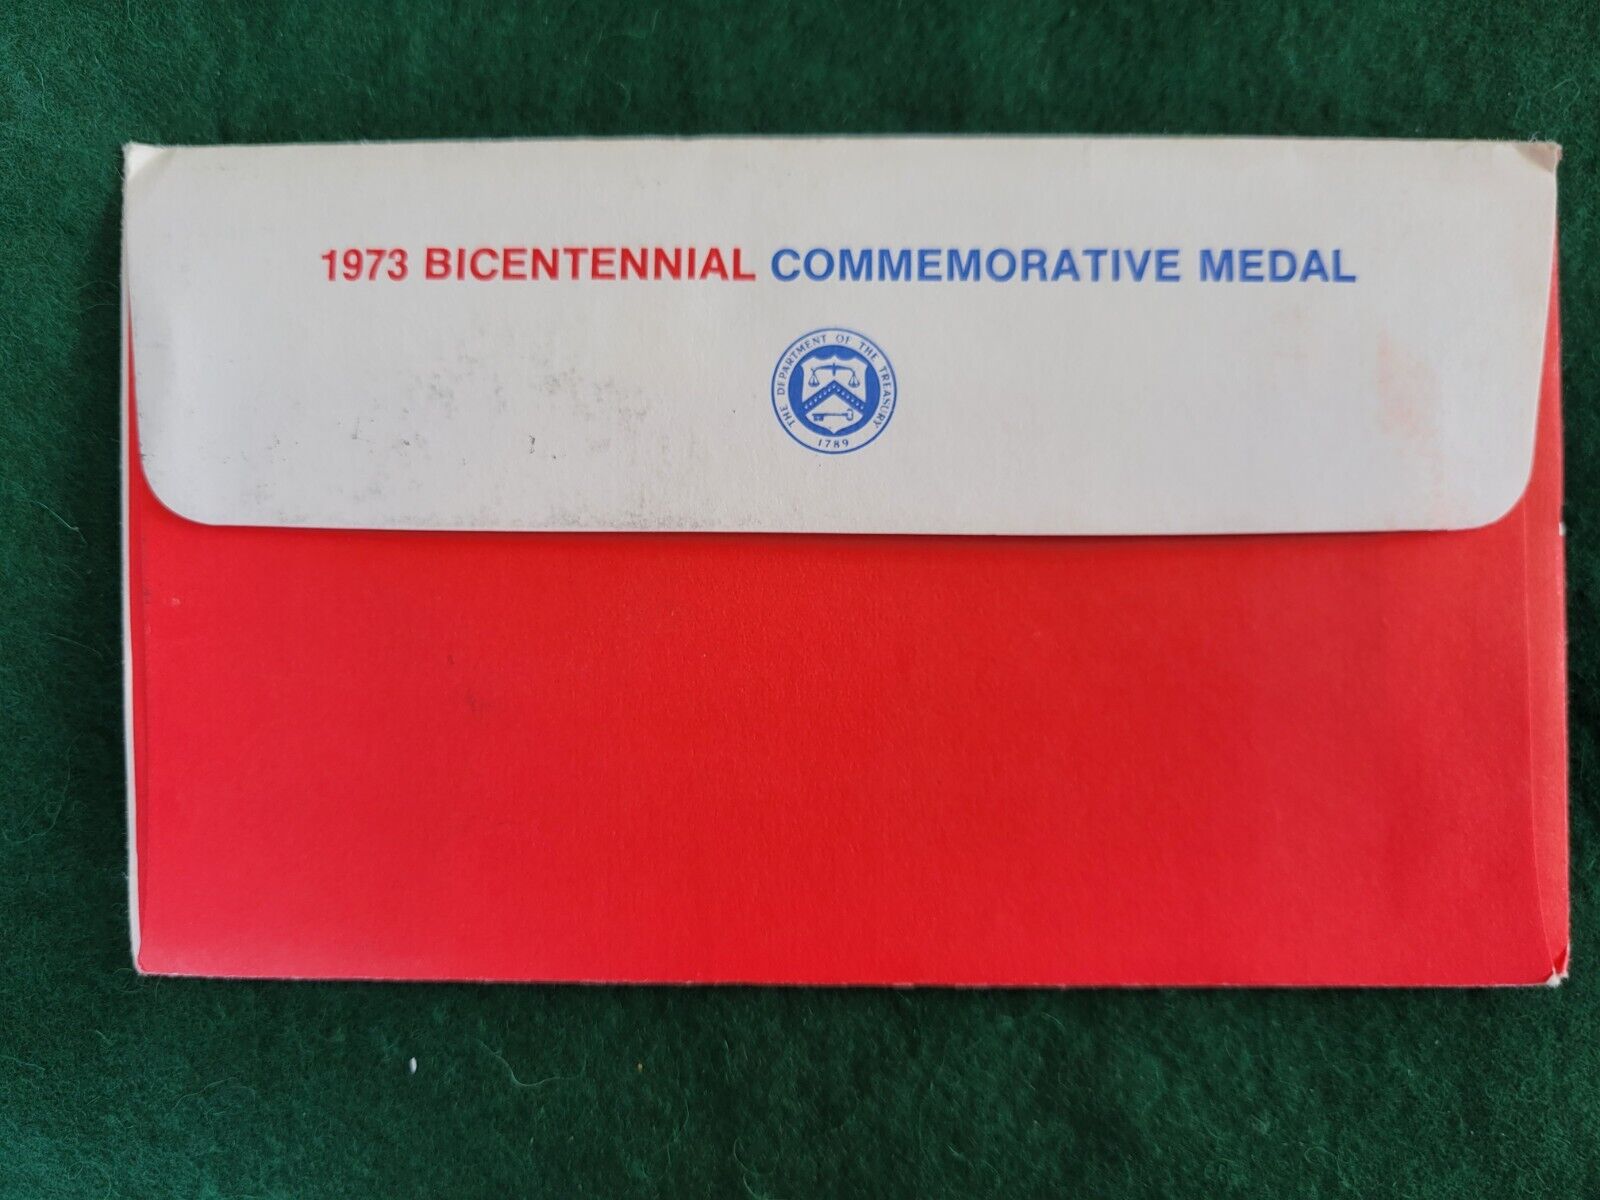 1973 BICENTENNIAL COMMEMORATIVE MEDAL
THE DEPARTMENT OF THE TREASURY
1789